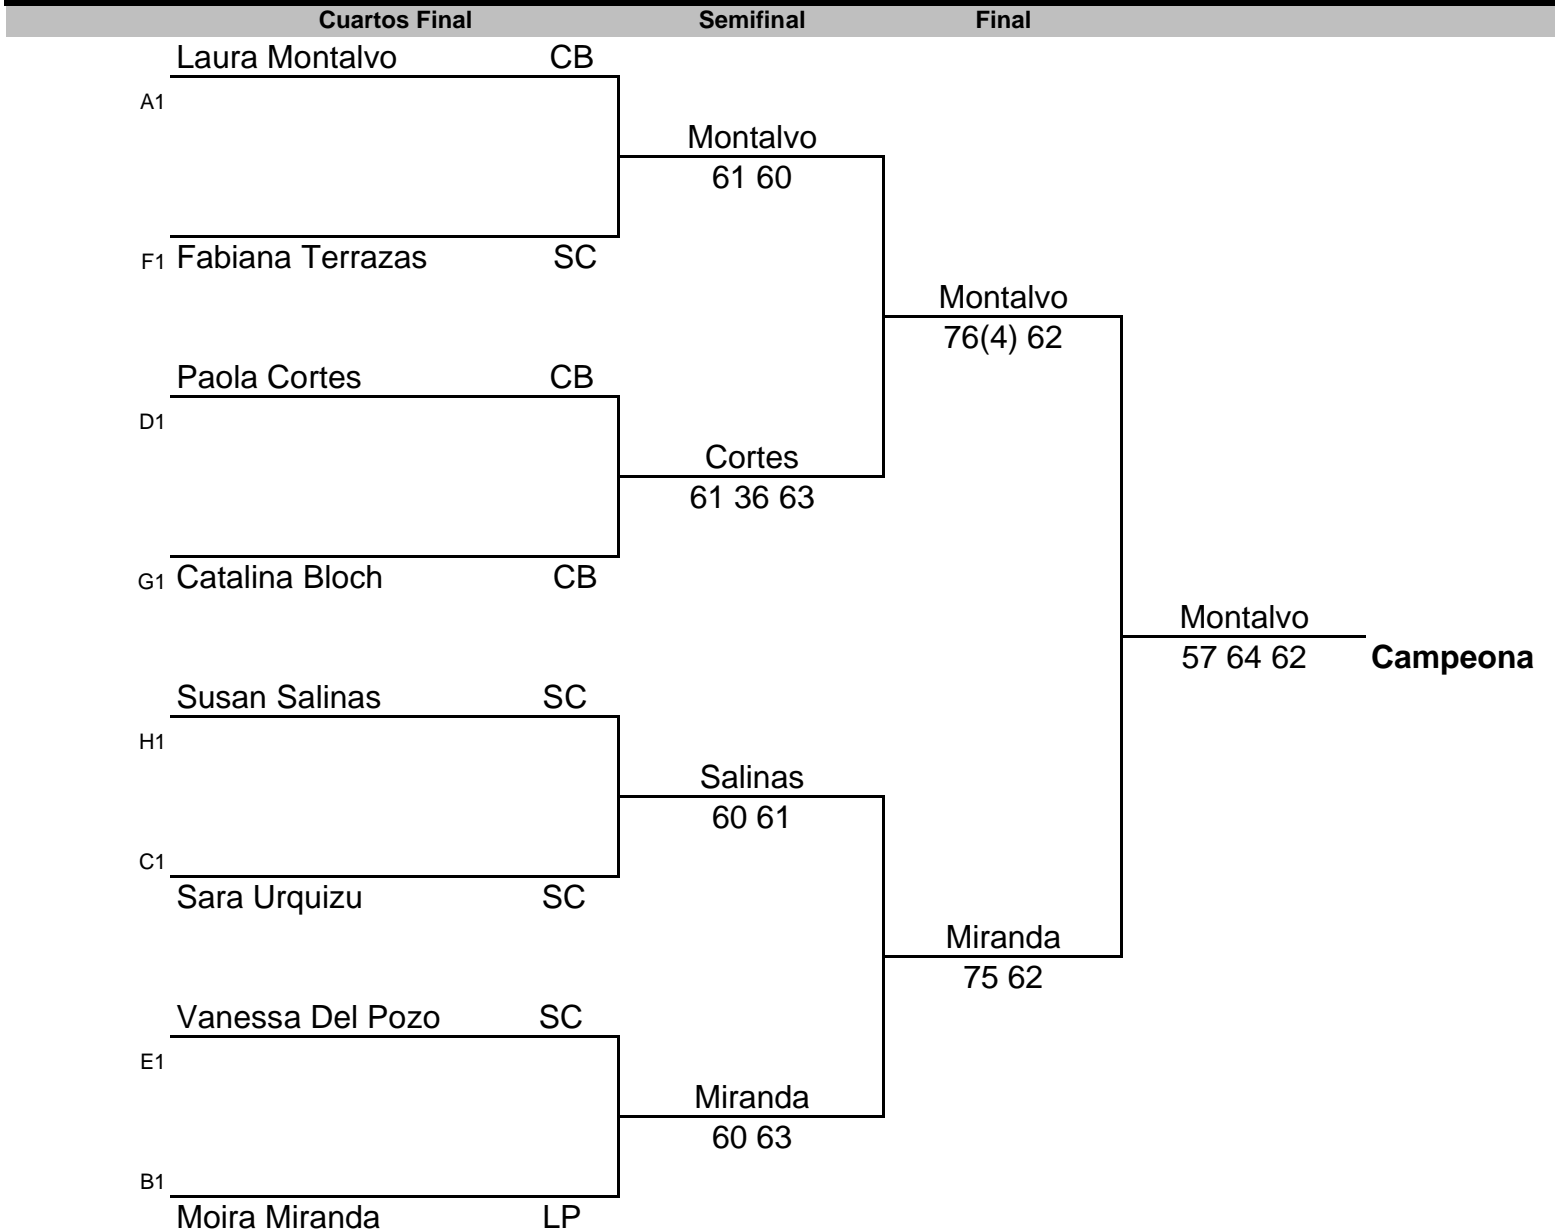 Cuartos Final Semifinal Final
Laura Montalvo CB
A1
Montalvo
61 60
F1 Fabiana Terrazas SC
Montalvo
76(4) 62
Paola Cortes CB
D1
Cortes
61 36 63
G1 Catalina Bloch CB
Montalvo
57 64 62 Campeona
Susan Salinas SC
H1
Salinas
60 61
C1
Sara Urquizu SC
Miranda
75 62
Vanessa Del Pozo SC
E1
Miranda
60 63
B1
Moira Miranda LP